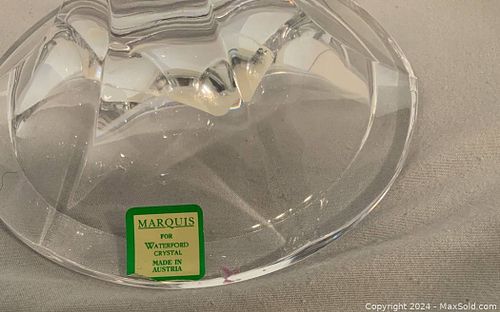 MARQUIS
FOR
WATERFORD
CRYSTAL
MADE IN
AUSTRIA
Copyright 2024 - MaxSold.com